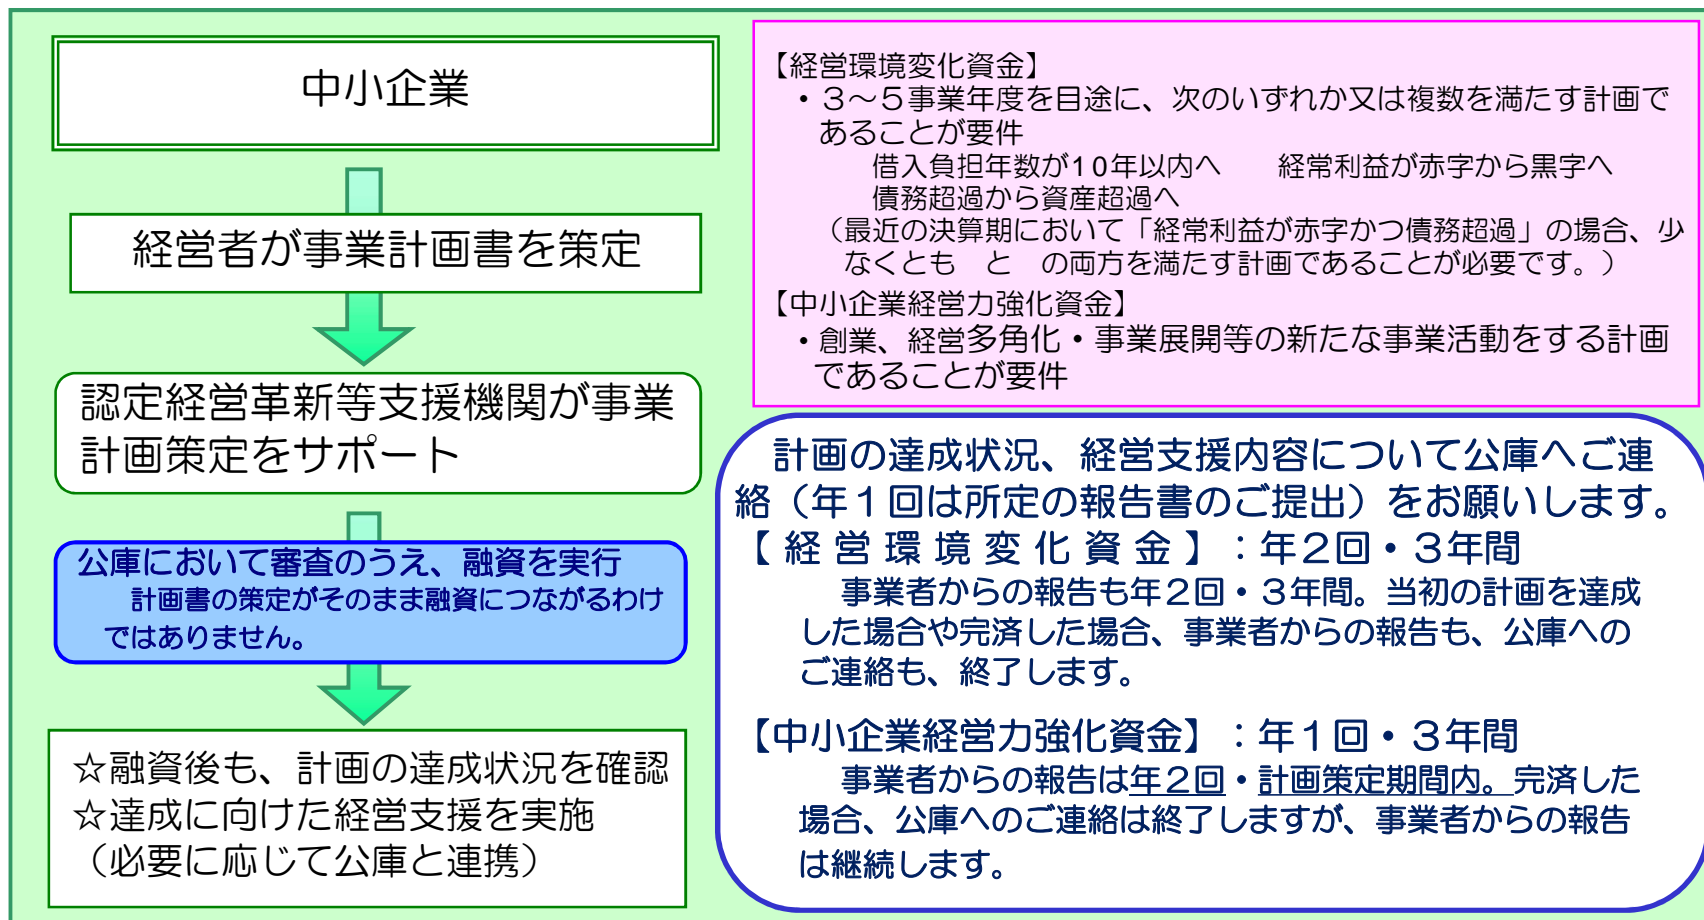 中小企業
経営者が事業計画書を策定
認定経営革新等支援機関が事業
計画策定をサポート
公庫において審査のうえ、融資を実行
計画書の策定がそのまま融資につながるわけ
ではありません。
☆融資後も、計画の達成状況を確認
☆達成に向けた経営支援を実施
（必要に応じて公庫と連携）
【経営環境変化資金】
・３～５事業年度を目途に、次のいずれか又は複数を満たす計画で
あることが要件
借入負担年数が10年以内へ　　経常利益が赤字から黒字へ
債務超過から資産超過へ
（最近の決算期において「経常利益が赤字かつ債務超過」の場合、少
なくとも　と　の両方を満たす計画であることが必要です。）
【中小企業経営力強化資金】
・創業、経営多角化・事業展開等の新たな事業活動をする計画
であることが要件
計画の達成状況、経営支援内容について公庫へご連
絡（年１回は所定の報告書のご提出）をお願いします。
【経営環境変化資金】：年２回・３年間
事業者からの報告も年２回・３年間。当初の計画を達成
した場合や完済した場合、事業者からの報告も、公庫への
ご連絡も、終了します。
【中小企業経営力強化資金】：年１回・３年間
事業者からの報告は年２回・計画策定期間内。完済した
場合、公庫へのご連絡は終了しますが、事業者からの報告
は継続します。